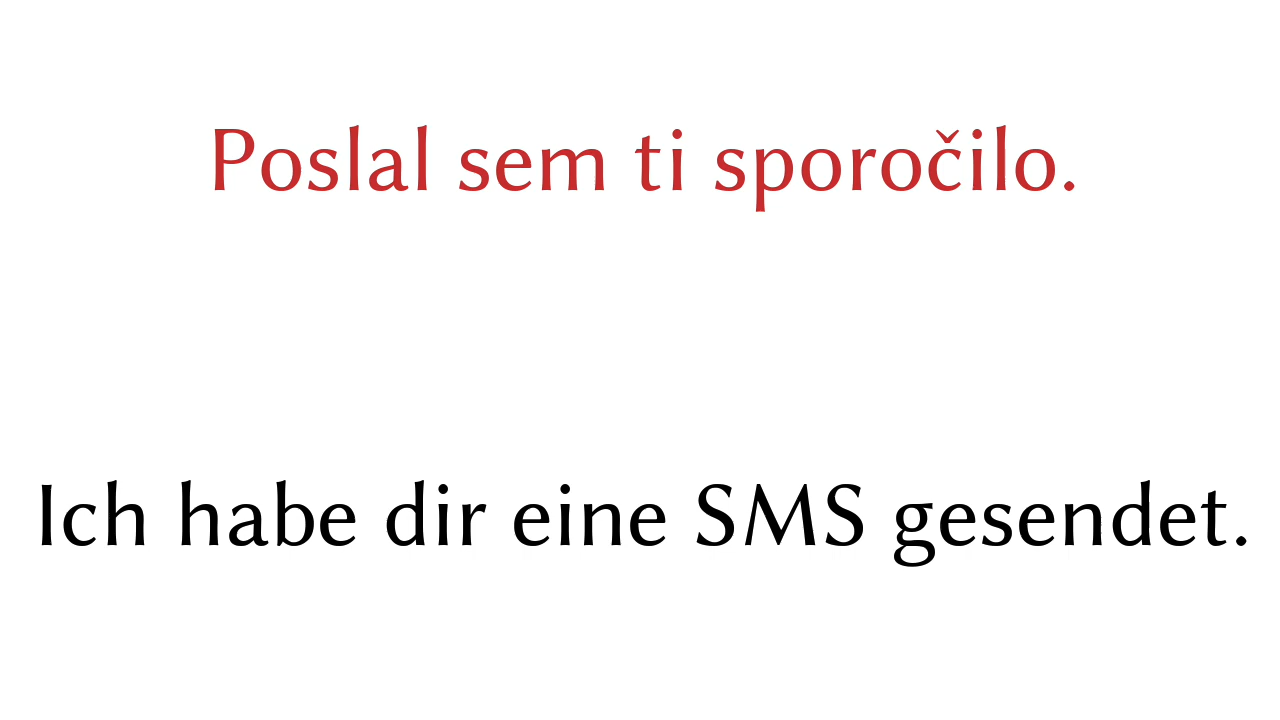 Poslal sem ti sporočilo.
Ich habe dir eine SMS gesendet.